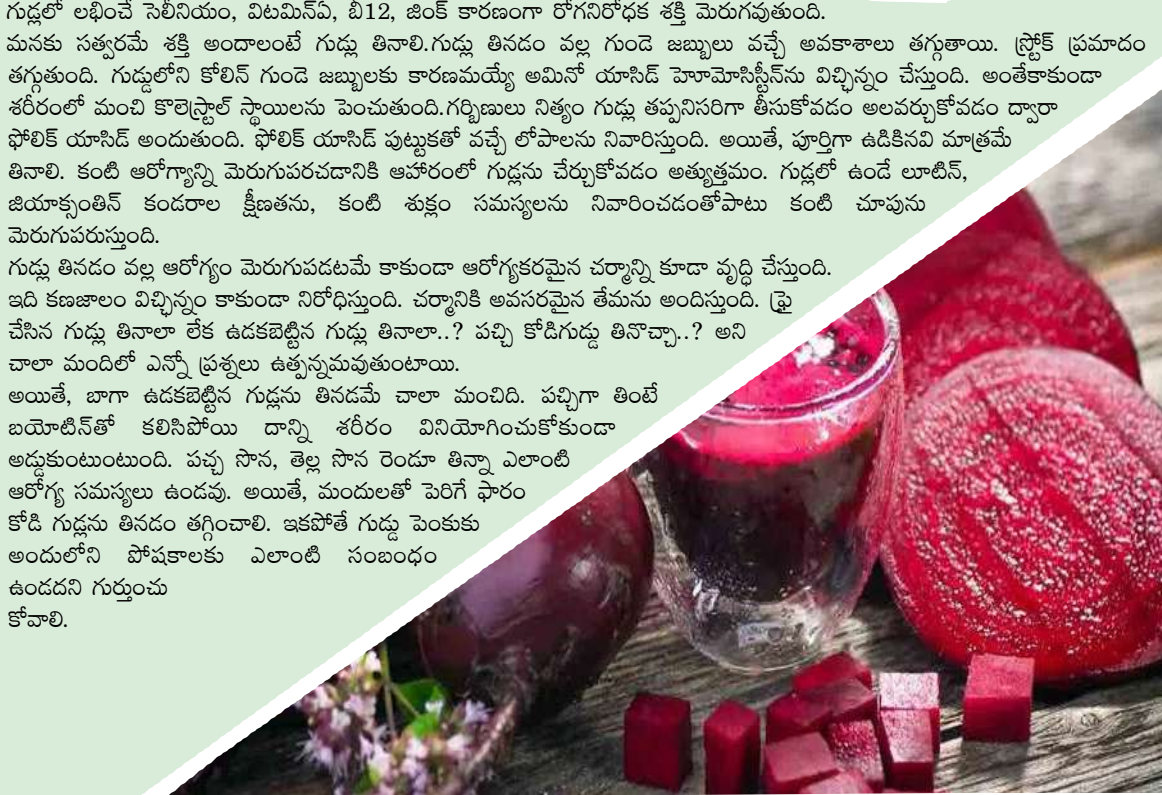 గుడ్లలో లభించే సెలీనియం, విటమిన్‌ఏ, బీ12, జింక్ కారణంగా రోగనిరోధక శక్తి మెరుగవుతుంది.
మనకు సత్వరమే శక్తి అందాలంటే గుడ్లు తినాలి.గుడ్లు తినడం వల్ల గుండె జబ్బులు వచ్చే అవకాశాలు తగ్గుతాయి. స్ట్రోక్ ప్రమాదం
తగ్గుతుంది. గుడ్డులోని కోలిన్ గుండె జబ్బులకు కారణమయ్యే అమినో యాసిడ్ హెూమోసిస్టీన్‌ను విచ్ఛిన్నం చేస్తుంది. అంతేకాకుండా
శరీరంలో మంచి కొలెస్ట్రాల్ స్థాయిలను పెంచుతుంది.గర్భిణులు నిత్యం గుడ్లు తప్పనిసరిగా తీసుకోవడం అలవర్చుకోవడం ద్వారా
ఫోలిక్ యాసిడ్ అందుతుంది. ఫోలిక్ యాసిడ్ పుట్టుకతో వచ్చే లోపాలను నివారిస్తుంది. అయితే, పూర్తిగా ఉడికినవి మాత్రమే
తినాలి. కంటి ఆరోగ్యాన్ని మెరుగుపరచడానికి ఆహారంలో గుడ్లను చేర్చుకోవడం అత్యుత్తమం. గుడ్లలో ఉండే లూటిన్,
జియాక్సంతిన్ కండరాల క్షీణతను, కంటి శుక్లం సమస్యలను నివారించడంతోపాటు కంటి చూపును
మెరుగుపరుస్తుంది.
గుడ్లు తినడం వల్ల ఆరోగ్యం మెరుగుపడటమే కాకుండా ఆరోగ్యకరమైన చర్మాన్ని కూడా వృద్ధి చేస్తుంది.
ఇది కణజాలం విచ్ఛిన్నం కాకుండా నిరోధిస్తుంది. చర్మానికి అవసరమైన తేమను అందిస్తుంది. ఫ్రై
చేసిన గుడ్లు తినాలా లేక ఉడకబెట్టిన గుడ్లు తినాలా..? పచ్చి కోడిగుడ్డు తినొచ్చా..? అని
చాలా మందిలో ఎన్నో ప్రశ్నలు ఉత్పన్నమవుతుంటాయి.
అయితే, బాగా ఉడకబెట్టిన గుడ్లను తినడమే చాలా మంచిది. పచ్చిగా తింటే
బయోటిన్‌తో కలిసిపోయి దాన్ని శరీరం వినియోగించుకోకుండా
అడ్డుకుంటుంటుంది. పచ్చ సొన, తెల్ల సొన రెండూ తిన్నా ఎలాంటి
ఆరోగ్య సమస్యలు ఉండవు. అయితే, మందులతో పెరిగే ఫారం
కోడి గుడ్లను తినడం తగ్గించాలి. ఇకపోతే గుడ్డు పెంకుకు
అందులోని పోషకాలకు ఎలాంటి సంబంధం
ఉండదని గుర్తుంచు
కోవాలి.